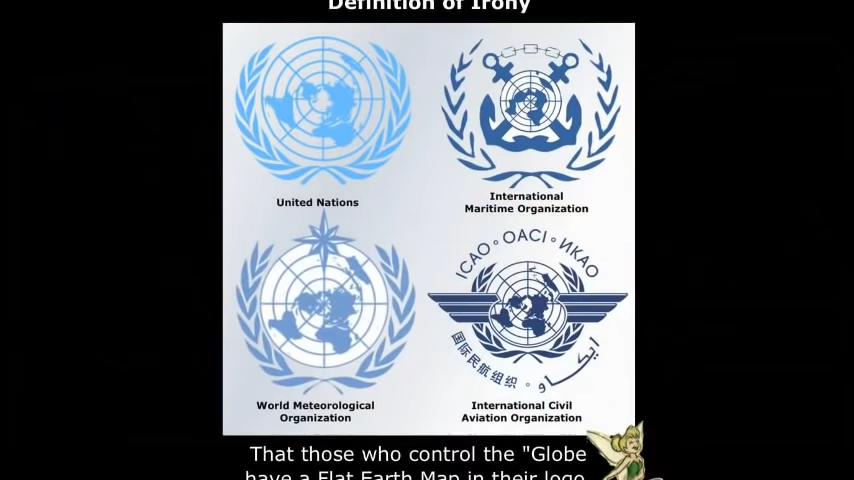 Definition of Irony
United Nations
International
Maritime Organization
ICAO ◦ OACI ◦ ИКАО
国际民航组织 ◦ ايكاو
World Meteorological
Organization
International Civil
Aviation Organization
That those who control the "Globe
have a Flat Earth Map in their logo